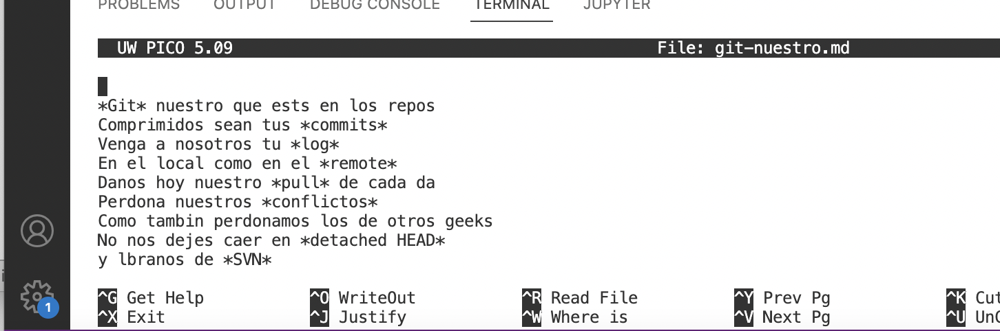 PROBLEMS OUTPUT DEBUG CONSOLE TERMINAL JUPYTER
UW PICO 5.09 File: git-nuestro.md
*Git* nuestro que ests en los repos
Comprimidos sean tus *commits*
Venga a nosotros tu *log*
En el local como en el *remote*
Danos hoy nuestro *pull* de cada da
Perdona nuestros *conflictos*
Como tambin perdonamos los de otros geeks
No nos dejes caer en *detached HEAD*
y lbranos de *SVN*
^G Get Help ^O WriteOut ^R Read File ^Y Prev Pg ^K
^X Exit ^J Justify ^W Where is ^V Next Pg ^U
1